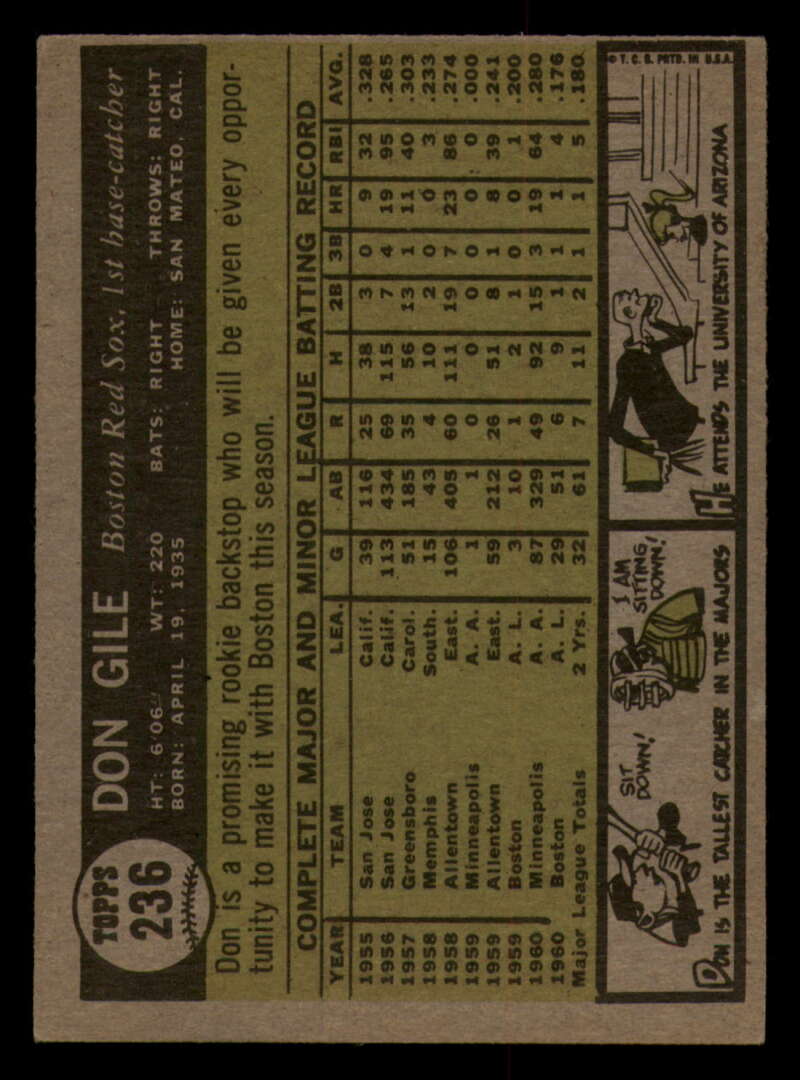 TOPPS
236
DON GILE Boston Red Sox, 1st base-catcher
HT: 6:06" WT: 220 BATS: RIGHT THROWS: RIGHT
BORN: APRIL 19, 1935 HOME: SAN MATEO, CAL.
Don is a promising rookie backstop who will be given every oppor-
tunity to make it with Boston this season.
COMPLETE MAJOR AND MINOR LEAGUE BATTING RECORD
YEAR TEAM LEA. G AB R H 2B 3B HR RBI AVG.
1955 San Jose Calif. 39 116 25 38 3 0 9 32 .328
1956 San Jose Calif. 113 434 69 115 7 4 19 95 .265
1957 Greensboro Carol. 51 185 35 56 13 1 11 40 .303
1958 Memphis South. 15 43 4 10 2 0 0 3 .233
1958 Allentown East. 106 405 60 111 19 7 23 86 .274
1959 Minneapolis A. A. 1 1 0 0 0 0 0 0 .000
1959 Allentown East. 59 212 26 51 8 1 8 39 .241
1959 Boston A. L. 3 10 1 2 1 0 0 1 .200
1960 Minneapolis A. A. 87 329 49 92 15 3 19 64 .280
1960 Boston A. L. 29 51 6 9 1 1 1 4 .176
Major League Totals 2 Yrs. 32 61 7 11 2 1 1 5 .180
SIT
DOWN!
I AM
SITTING
DOWN!
DON IS THE TALLEST CATCHER IN THE MAJORS
© T. C. G. PRTD. IN U.S.A.
HE ATTENDS THE UNIVERSITY OF ARIZONA